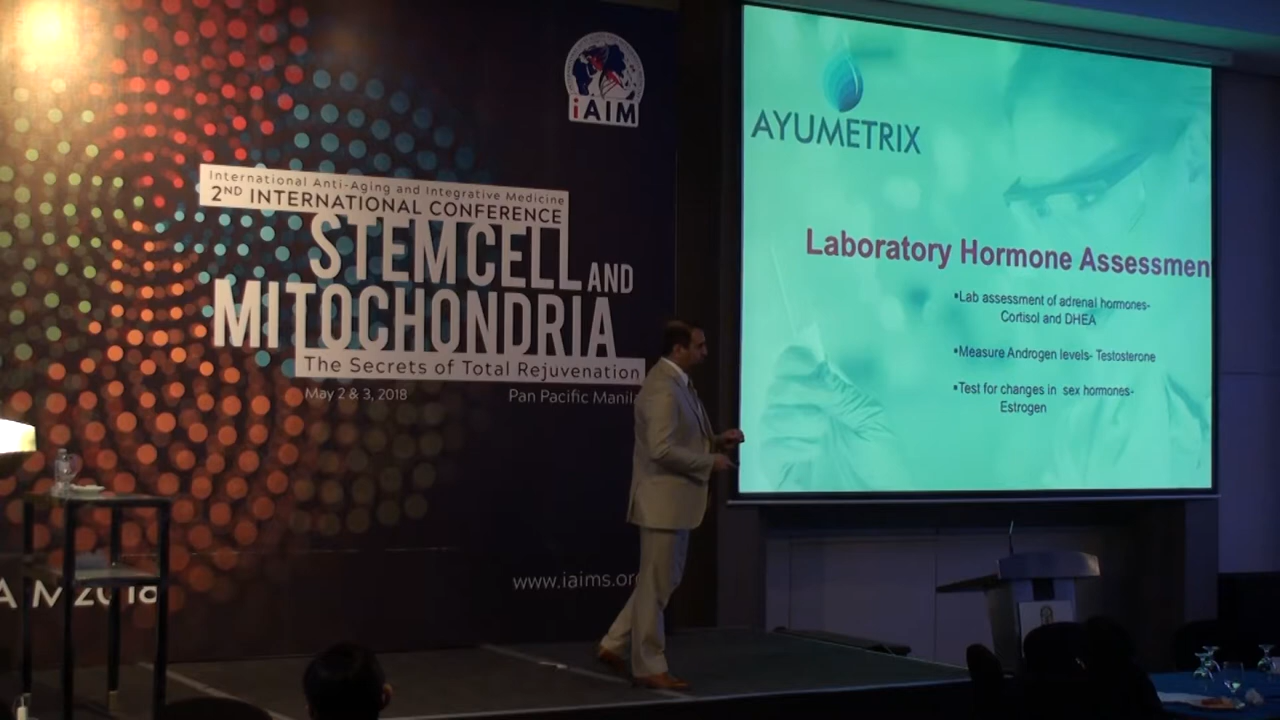 iAIM
International Anti-Aging and Integrative Medicine
2ND INTERNATIONAL CONFERENCE
STEMCELL AND
MITOCHONDRIA
The Secrets of Total Rejuvenation
May 2 & 3, 2018 Pan Pacific Manila
www.iaims.or
AYUMETRIX
Laboratory Hormone Assessmen
•Lab assessment of adrenal hormones-
Cortisol and DHEA
•Measure Androgen levels- Testosterone
•Test for changes in sex hormones-
Estrogen